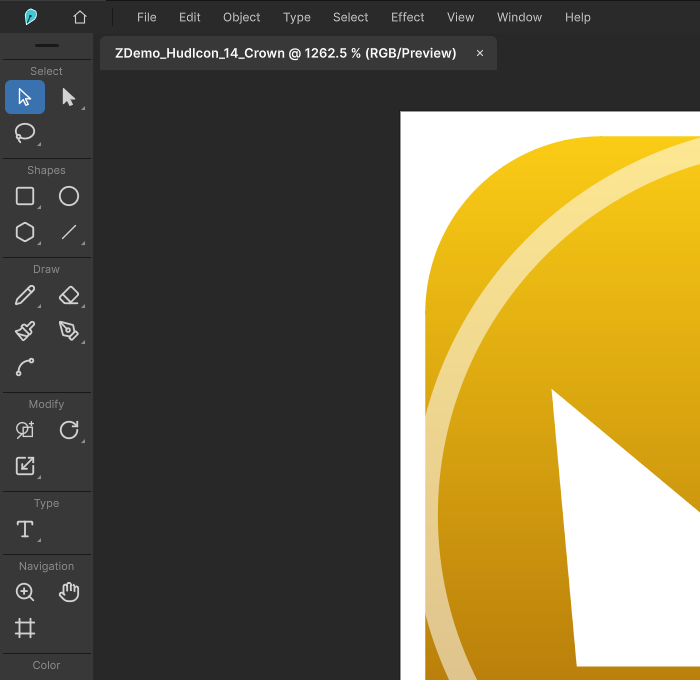 File Edit Object Type Select Effect View Window Help
ZDemo_HudIcon_14_Crown @ 1262.5 % (RGB/Preview) ×
Select
Shapes
Draw
Modify
Type
Navigation
Color